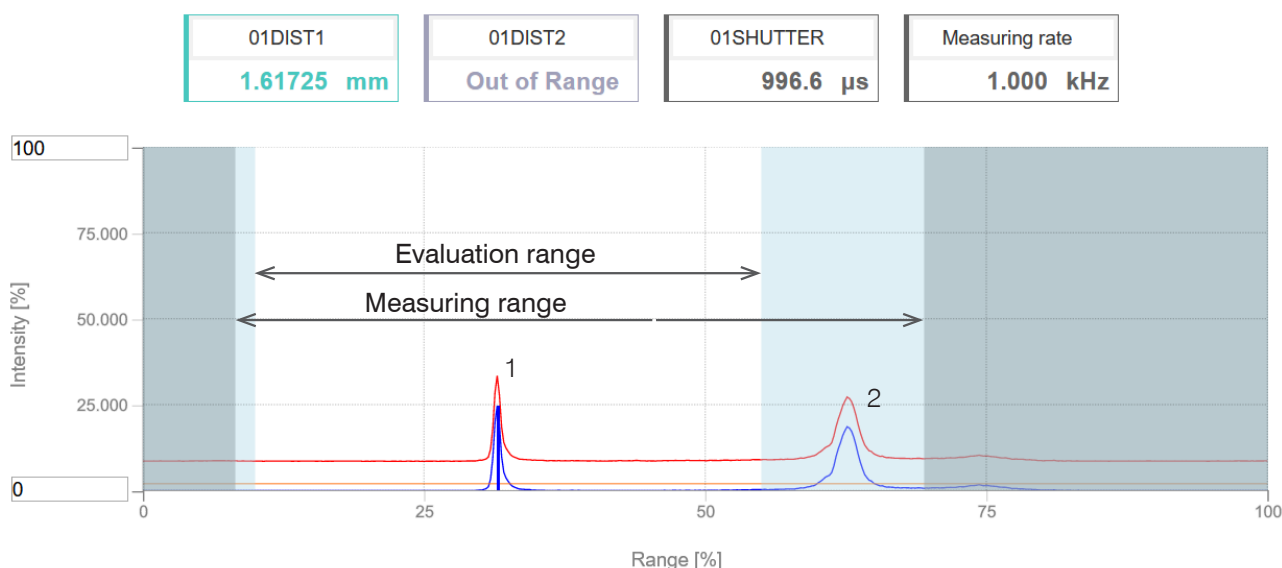 01DIST1
1.61725 mm
01DIST2
Out of Range
01SHUTTER
996.6 µs
Measuring rate
1.000 kHz
100
75.000
50.000
25.000
0
Intensity [%]
Evaluation range
Measuring range
1
2
0
25
50
75
100
Range [%]